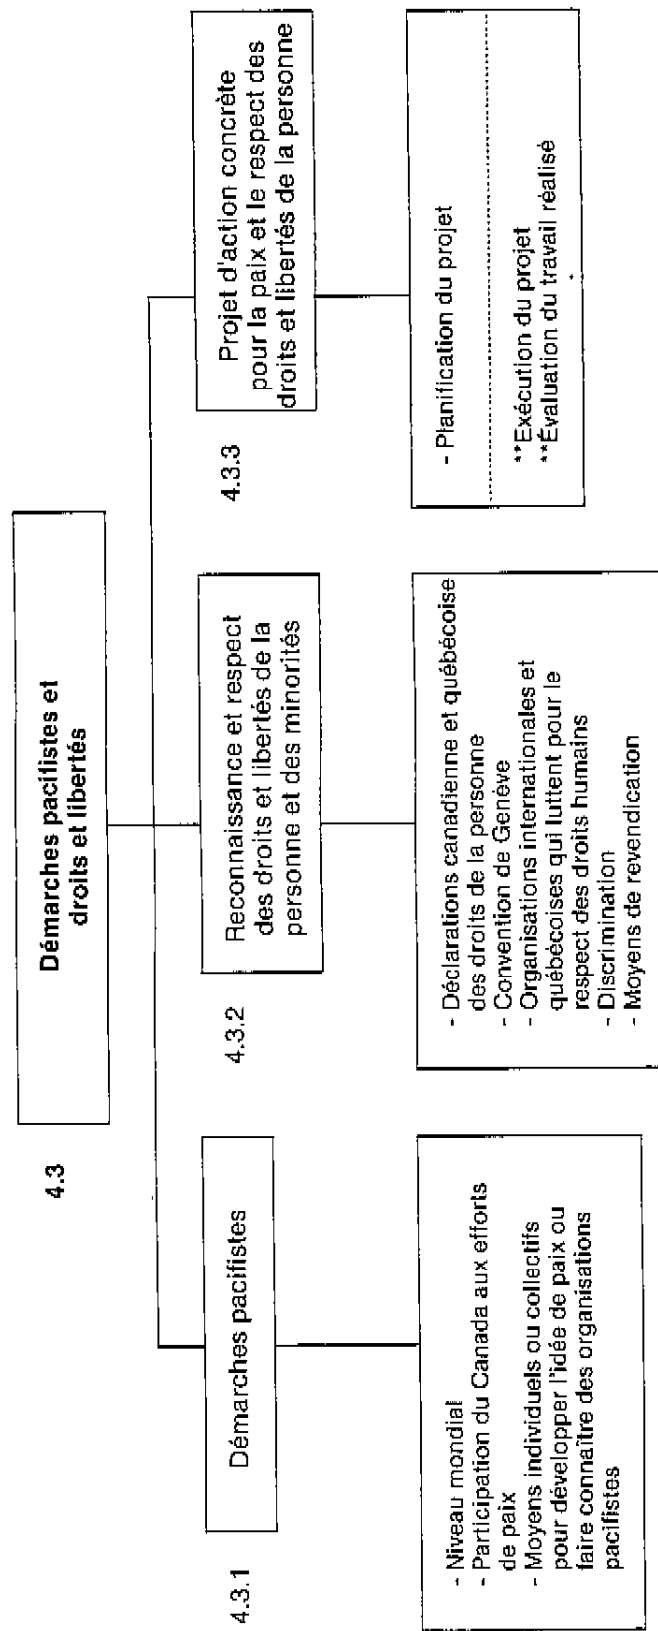 4.3
Démarches pacifistes et
droits et libertés
4.3.1
Démarches pacifistes
- Niveau mondial
- Participation du Canada aux efforts
de paix
- Moyens individuels ou collectifs
pour développer l'idée de paix ou
faire connaître des organisations
pacifistes
4.3.2
Reconnaissance et respect
des droits et libertés de la
personne et des minorités
- Déclarations canadienne et québécoise
des droits de la personne
- Convention de Genève
- Organisations internationales et
québécoises qui luttent pour le
respect des droits humains
- Discrimination
- Moyens de revendication
4.3.3
Projet d'action concrète
pour la paix et le respect des
droits et libertés de la personne
- Planification du projet
**Exécution du projet
**Évaluation du travail réalisé